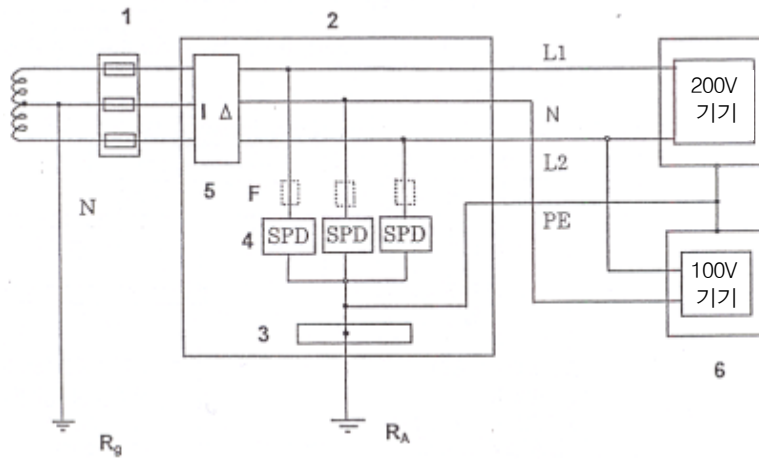 1
2
L1
200V
기기
N
I Δ
L2
N
5
F
PE
4
SPD
SPD
SPD
100V
기기
3
6
Rg
RA